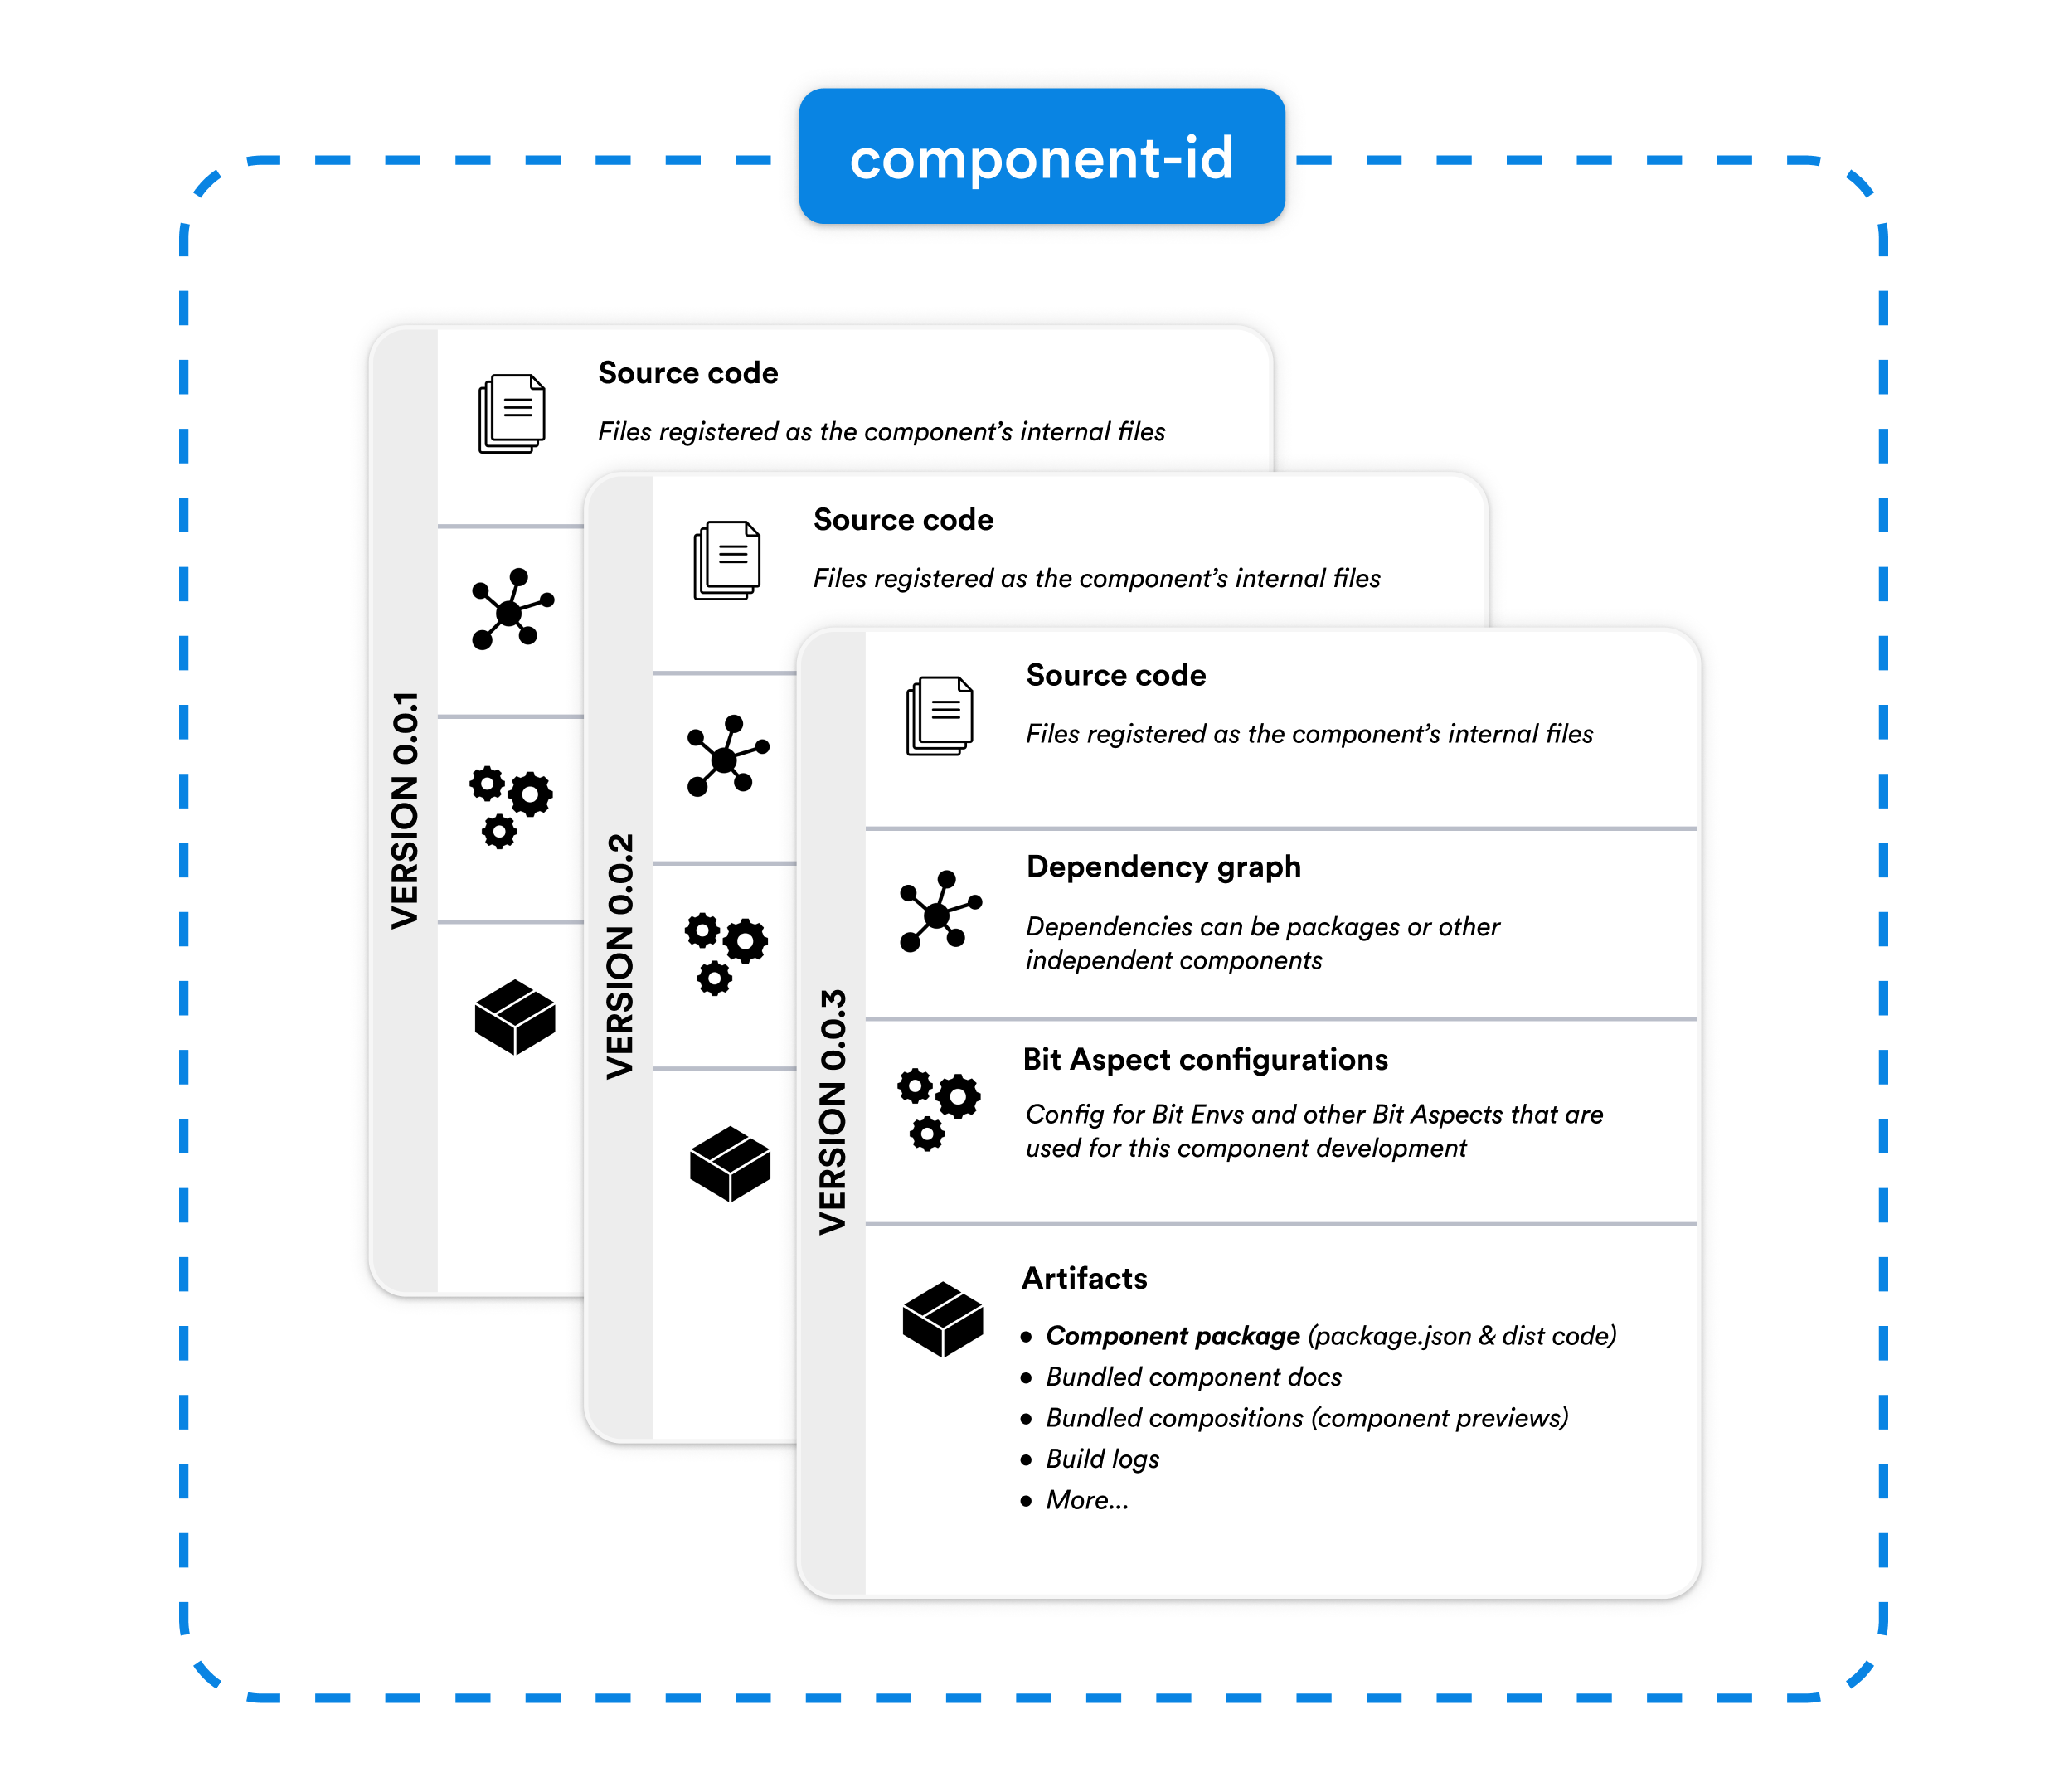 component-id
VERSION 0.0.1
Source code
Files registered as the component’s internal files
VERSION 0.0.2
Source code
Files registered as the component’s internal files
VERSION 0.0.3
Source code
Files registered as the component’s internal files
Dependency graph
Dependencies can be packages or other
independent components
Bit Aspect configurations
Config for Bit Envs and other Bit Aspects that are
used for this component development
Artifacts
• Component package (package.json & dist code)
• Bundled component docs
• Bundled compositions (component previews)
• Build logs
• More...